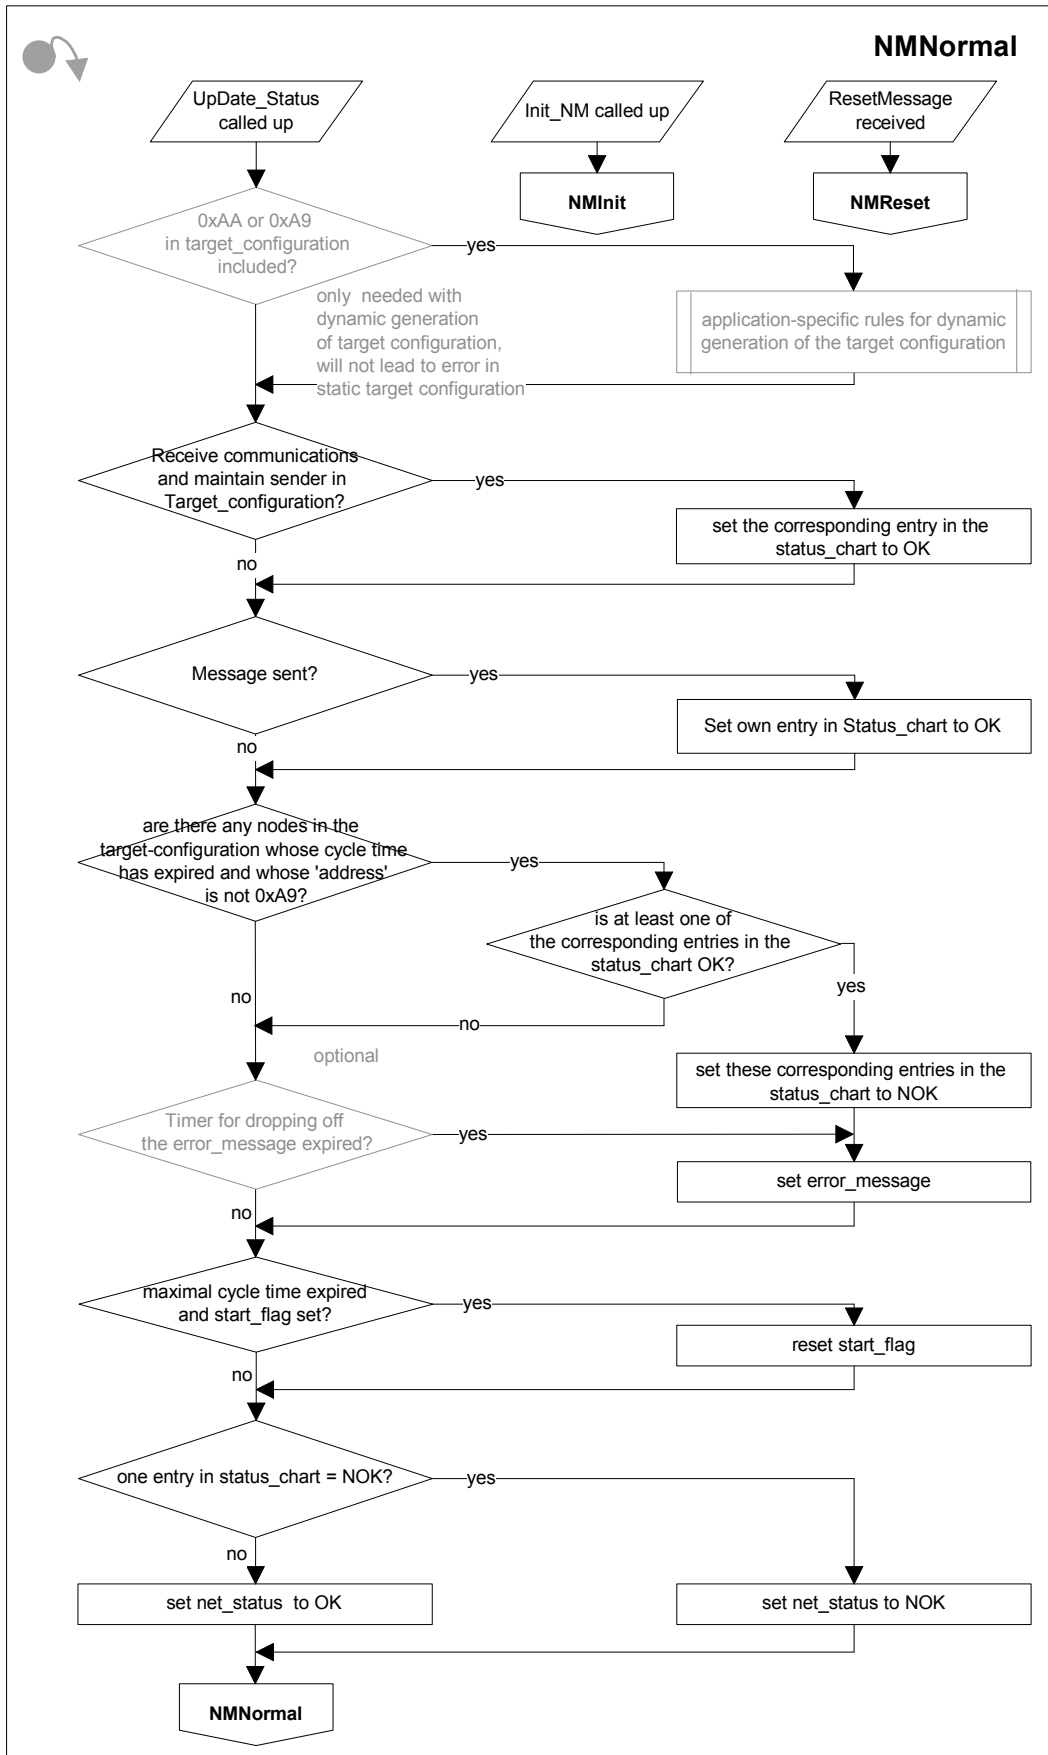 NMNormal
UpDate_Status
called up
Init_NM called up
ResetMessage
received
NMInit
NMReset
0xAA or 0xA9
in target_configuration
included?
yes
only needed with
dynamic generation
of target configuration,
will not lead to error in
static target configuration
application-specific rules for dynamic
generation of the target configuration
Receive communications
and maintain sender in
Target_configuration?
yes
set the corresponding entry in the
status_chart to OK
no
Message sent?
yes
Set own entry in Status_chart to OK
no
are there any nodes in the
target-configuration whose cycle time
has expired and whose 'address'
is not 0xA9?
yes
is at least one of
the corresponding entries in the
status_chart OK?
yes
no
no
optional
set these corresponding entries in the
status_chart to NOK
Timer for dropping off
the error_message expired?
yes
set error_message
no
maximal cycle time expired
and start_flag set?
yes
reset start_flag
no
one entry in status_chart = NOK?
yes
no
set net_status to OK
set net_status to NOK
NMNormal